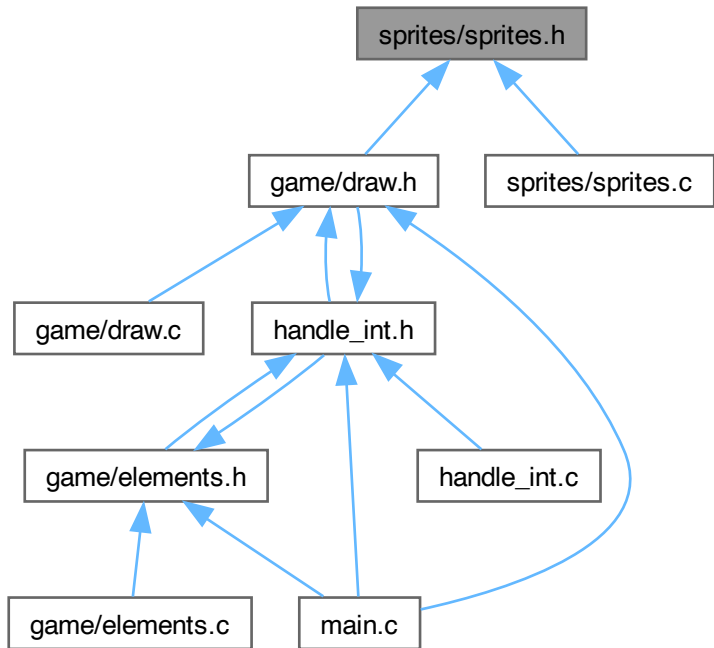 sprites/sprites.h
game/draw.h
sprites/sprites.c
game/draw.c
handle_int.h
game/elements.h
handle_int.c
game/elements.c
main.c